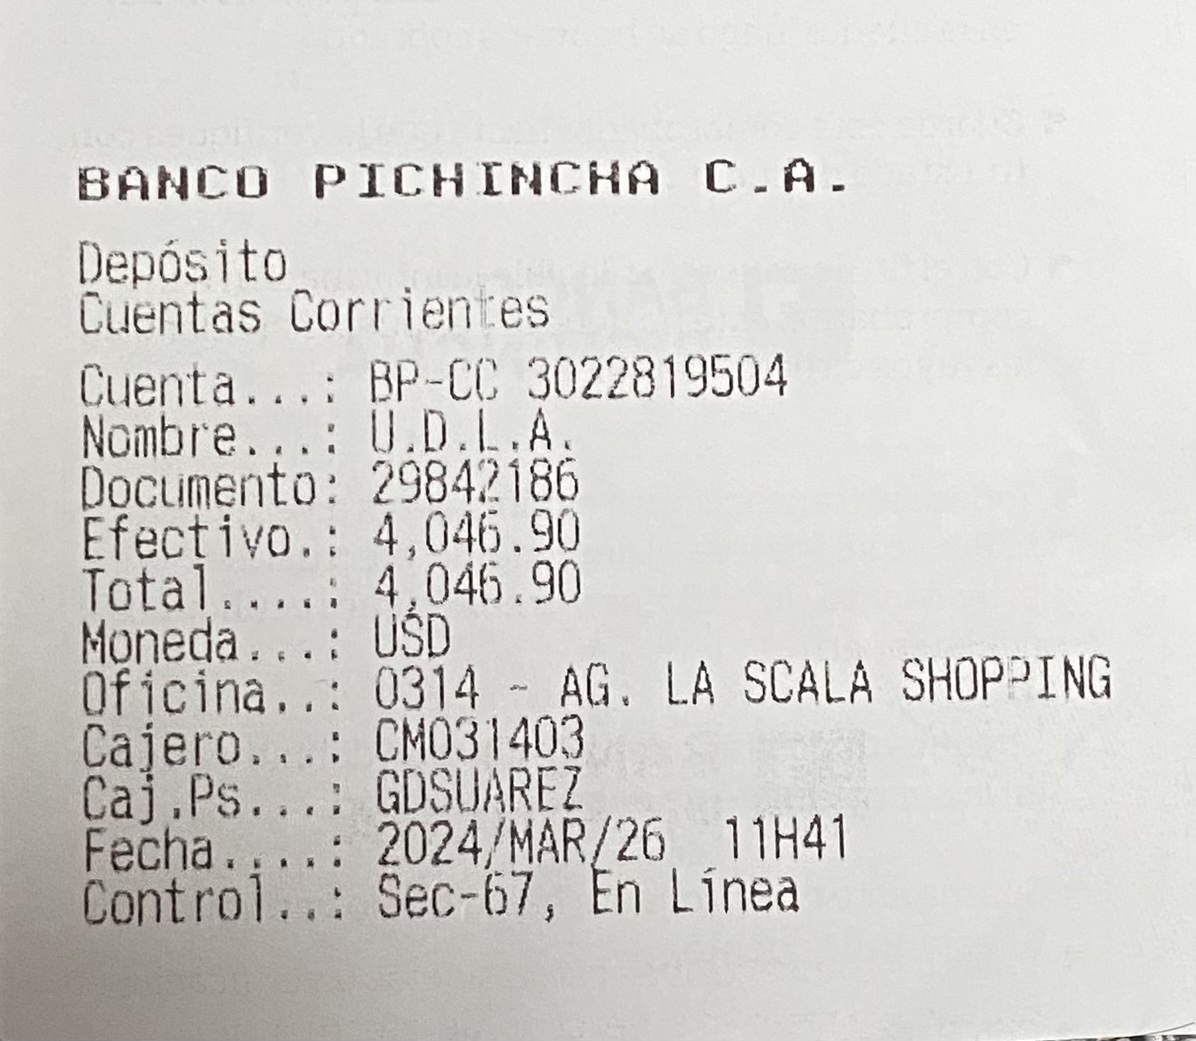 BANCO PICHINCHA C.A.
Depósito
Cuentas Corrientes
Cuenta...: BP-CC 3022819504
Nombre...: U.D.L.A.
Documento: 29842186
Efectivo.: 4,046.90
Total....: 4,046.90
Moneda...: USD
Oficina..: 0314 - AG. LA SCALA SHOPPING
Cajero...: CM031403
Caj.Ps...: GDSUAREZ
Fecha....: 2024/MAR/26 11H41
Control..: Sec-67, En Línea